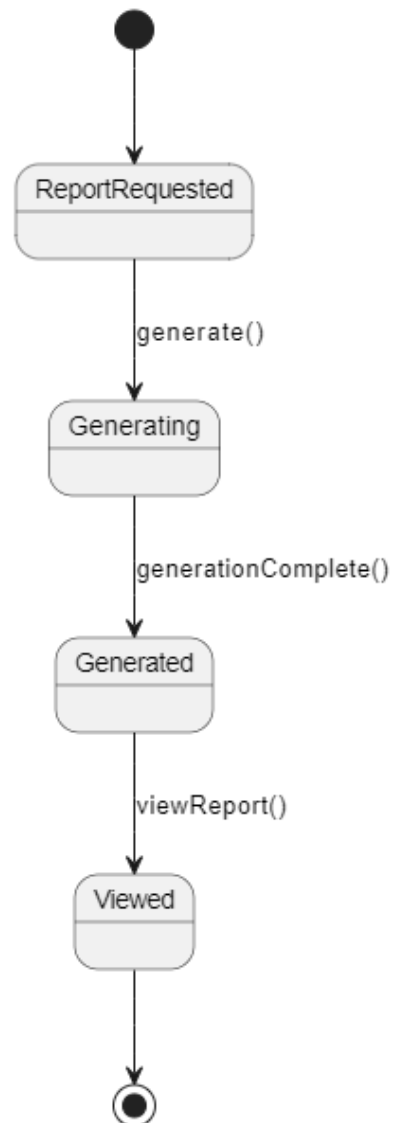 ReportRequested
generate()
Generating
generationComplete()
Generated
viewReport()
Viewed